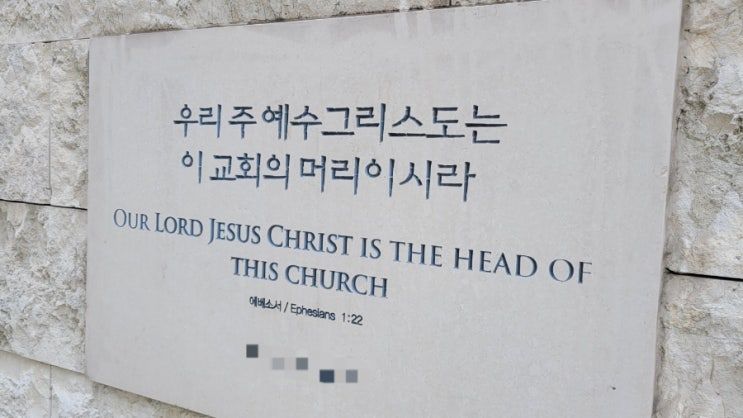 우리 주 예수그리스도는
이 교회의 머리이시라
OUR LORD JESUS CHRIST IS THE HEAD OF
THIS CHURCH
에베소서 / Ephesians 1:22